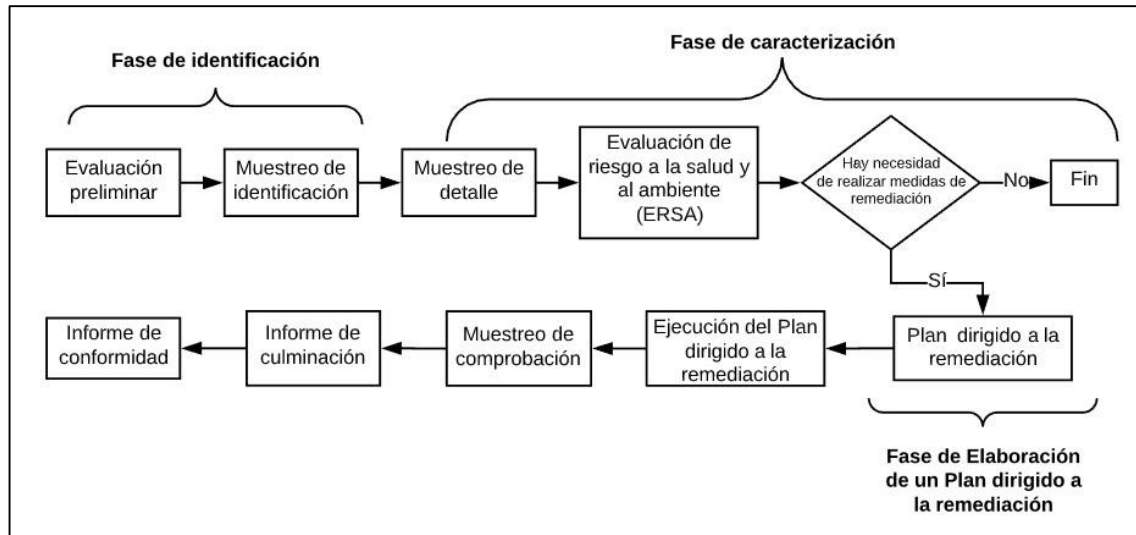 Fase de identificación
Fase de caracterización
Evaluación
preliminar
Muestreo de
identificación
Muestreo de
detalle
Evaluación de
riesgo a la salud y
al ambiente
(ERSA)
Hay necesidad
de realizar medidas de
remediación
No
Fin
Sí
Plan dirigido a la
remediación
Ejecución del Plan
dirigido a la
remediación
Muestreo de
comprobación
Informe de
culminación
Informe de
conformidad
Fase de Elaboración
de un Plan dirigido a
la remediación